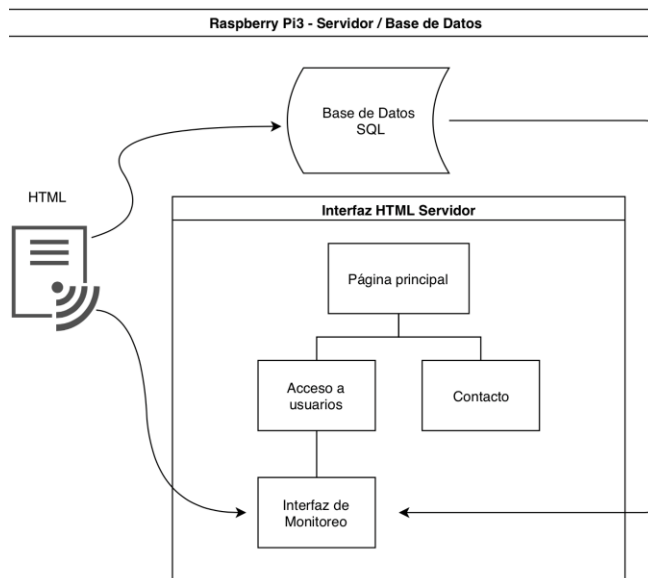 Raspberry Pi3 - Servidor / Base de Datos
Base de Datos
SQL
HTML
Interfaz HTML Servidor
Página principal
Acceso a
usuarios
Contacto
Interfaz de
Monitoreo